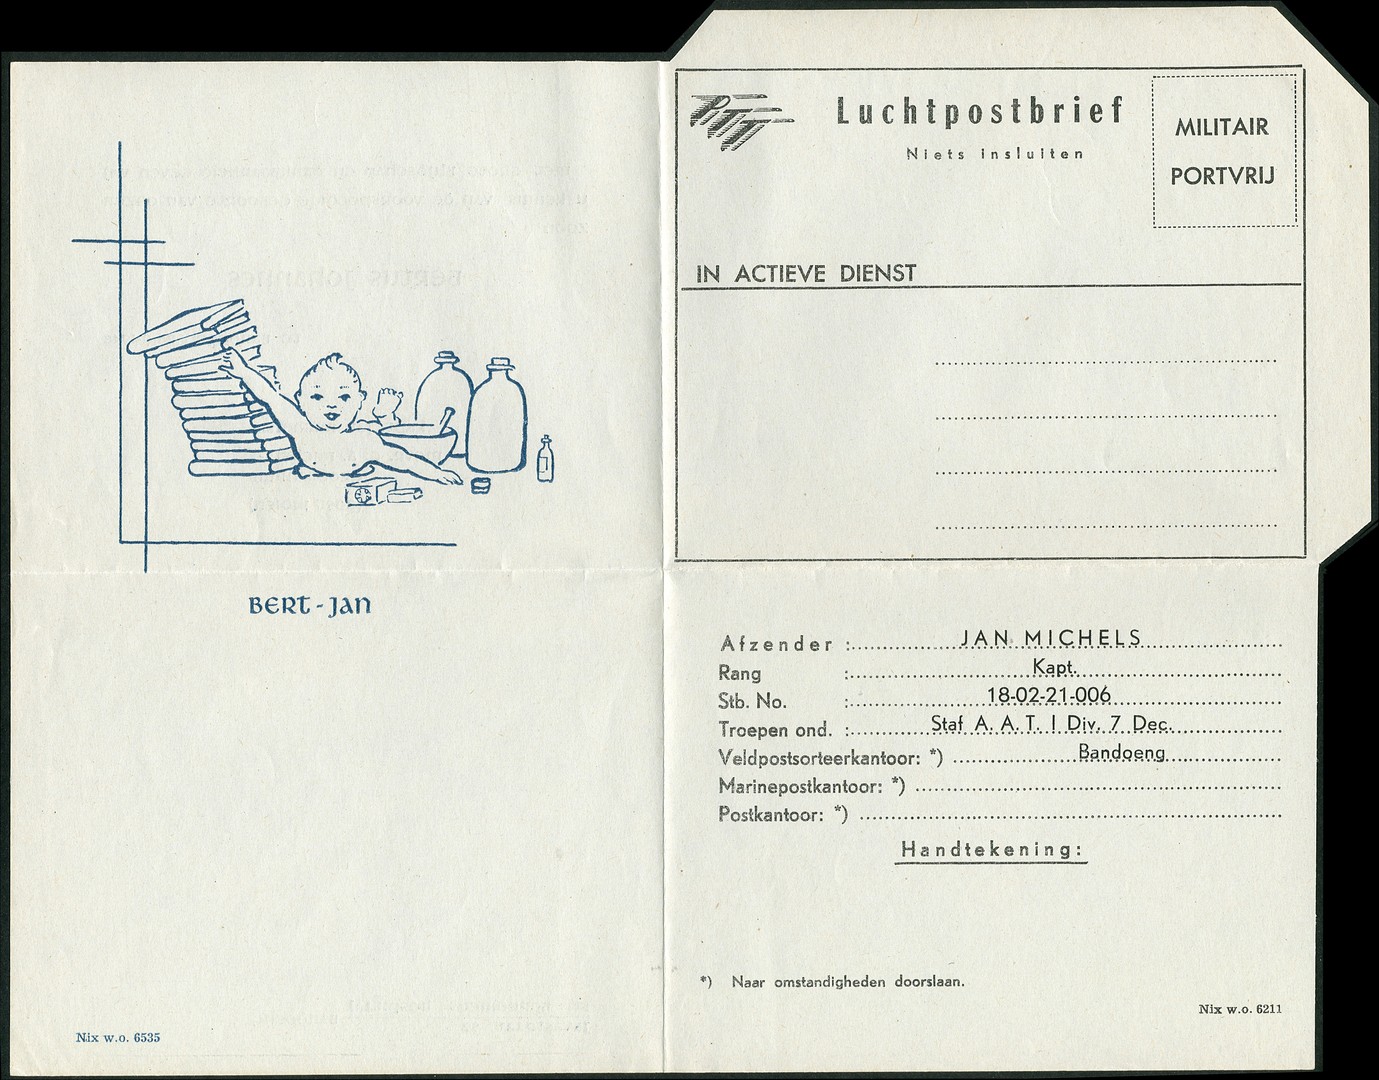 PTT
Luchtpostbrief
Niets insluiten
MILITAIR
PORTVRIJ
IN ACTIEVE DIENST
BERT-JAN
Afzender : JAN MICHELS
Rang : Kapt.
Stb. No. : 18-02-21-006
Troepen ond. : Staf A. A. T. I Div. 7 Dec.
Veldpostsorteerkantoor: *) Bandoeng
Marinepostkantoor: *)
Postkantoor: *)
Handtekening:
*) Naar omstandigheden doorslaan.
Nix w.o. 6211
Nix w.o. 6535